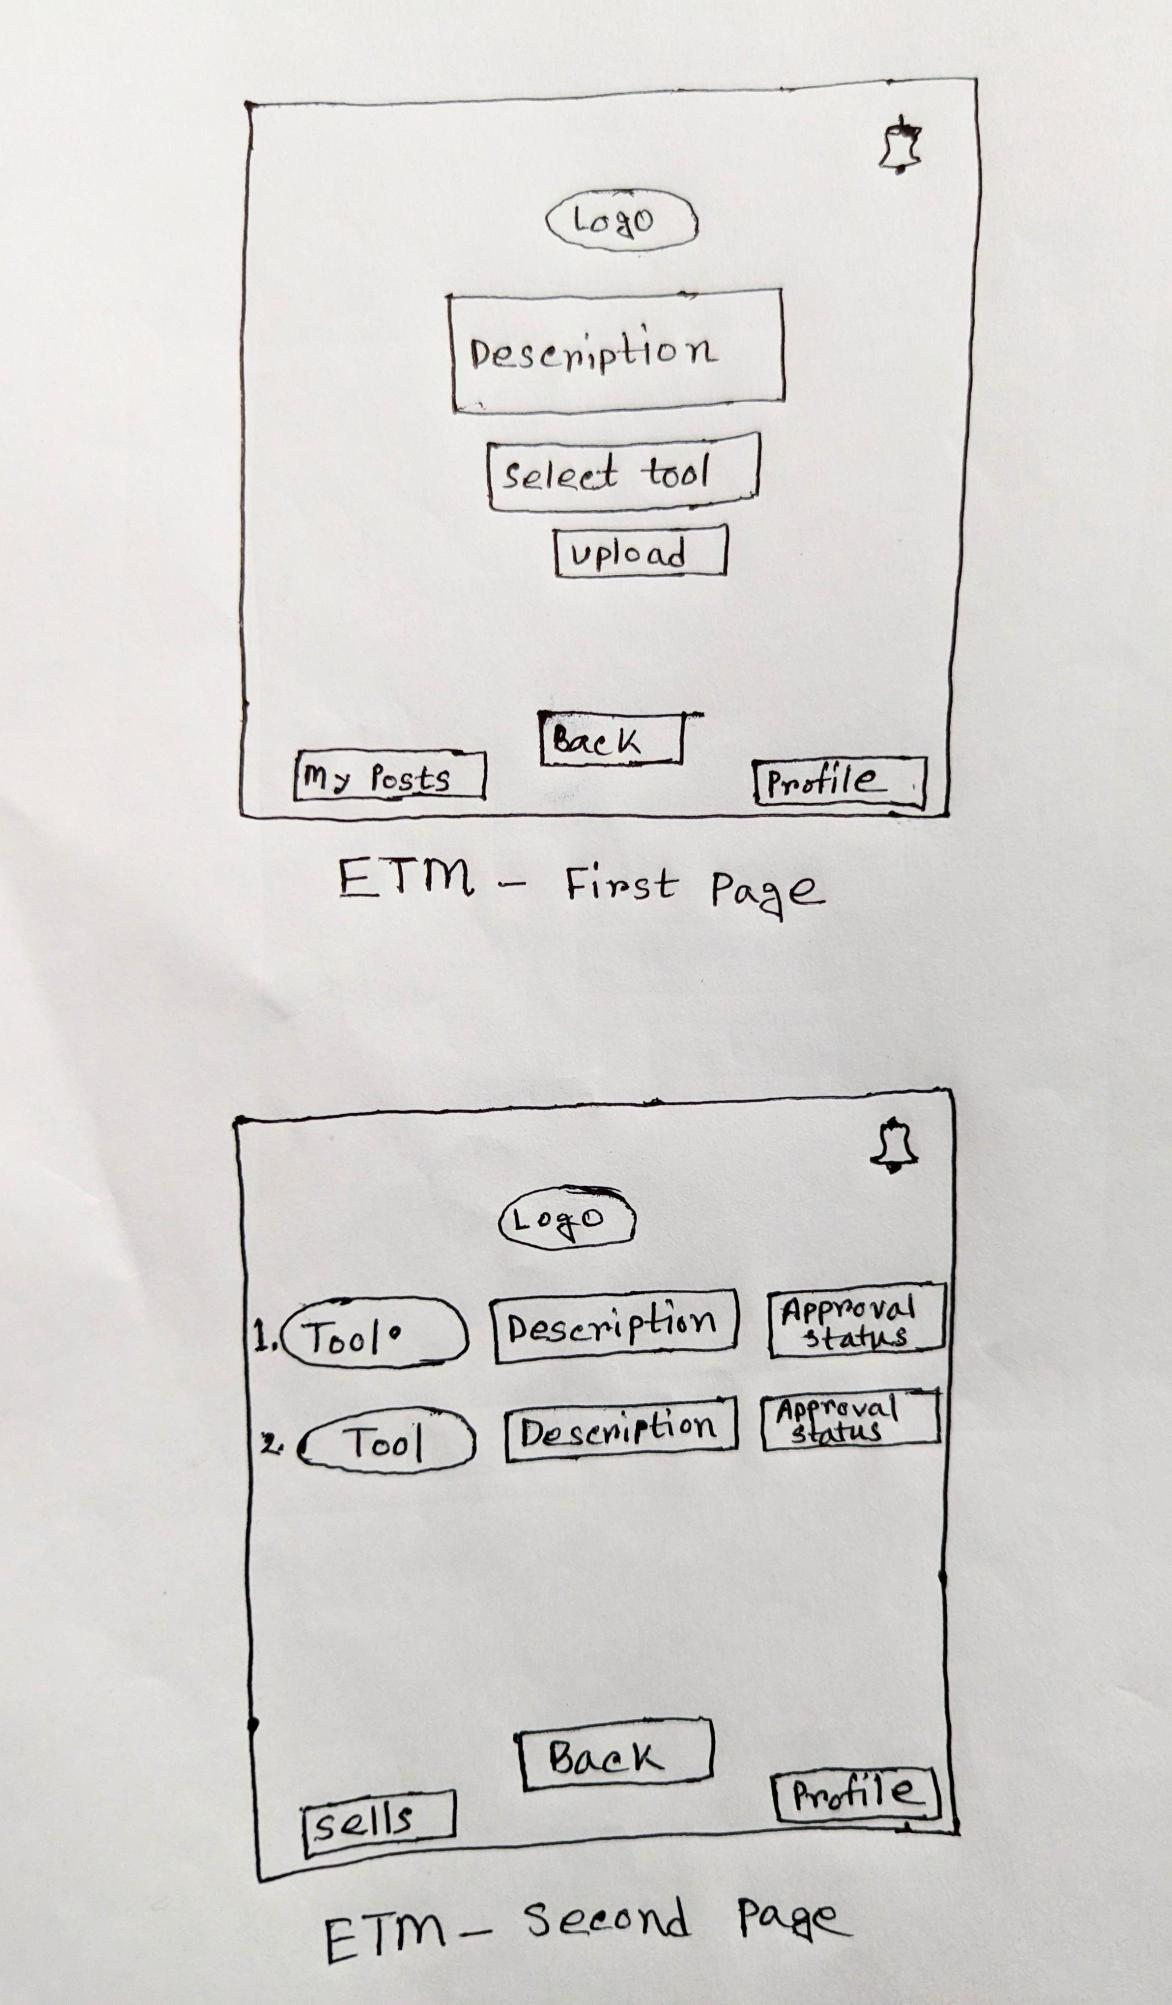 Logo
Description
Select tool
upload
Back
My Posts
Profile
ETM - First Page
Logo
1. Tool Description Approval
status
2. Tool Description Approval
status
Back
Profile
sells
ETM - Second Page